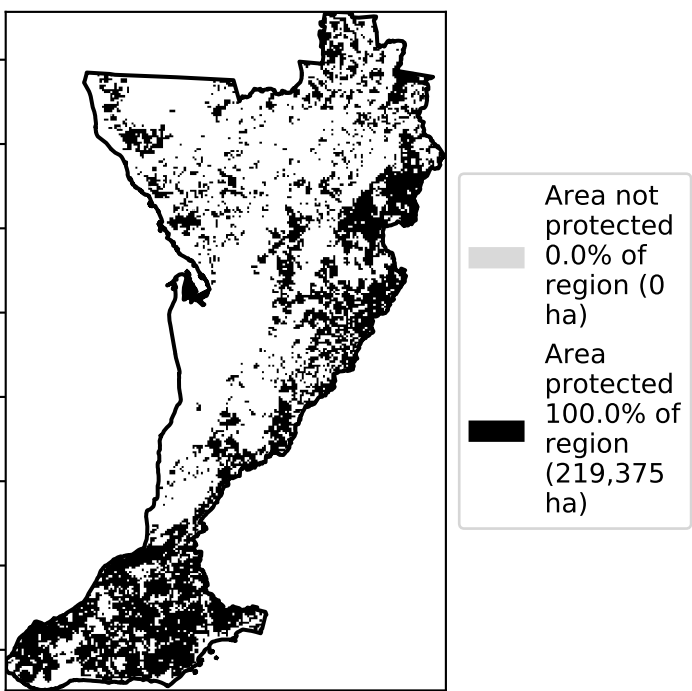 Area not
protected
0.0% of
region (0
ha)
Area
protected
100.0% of
region
(219,375
ha)